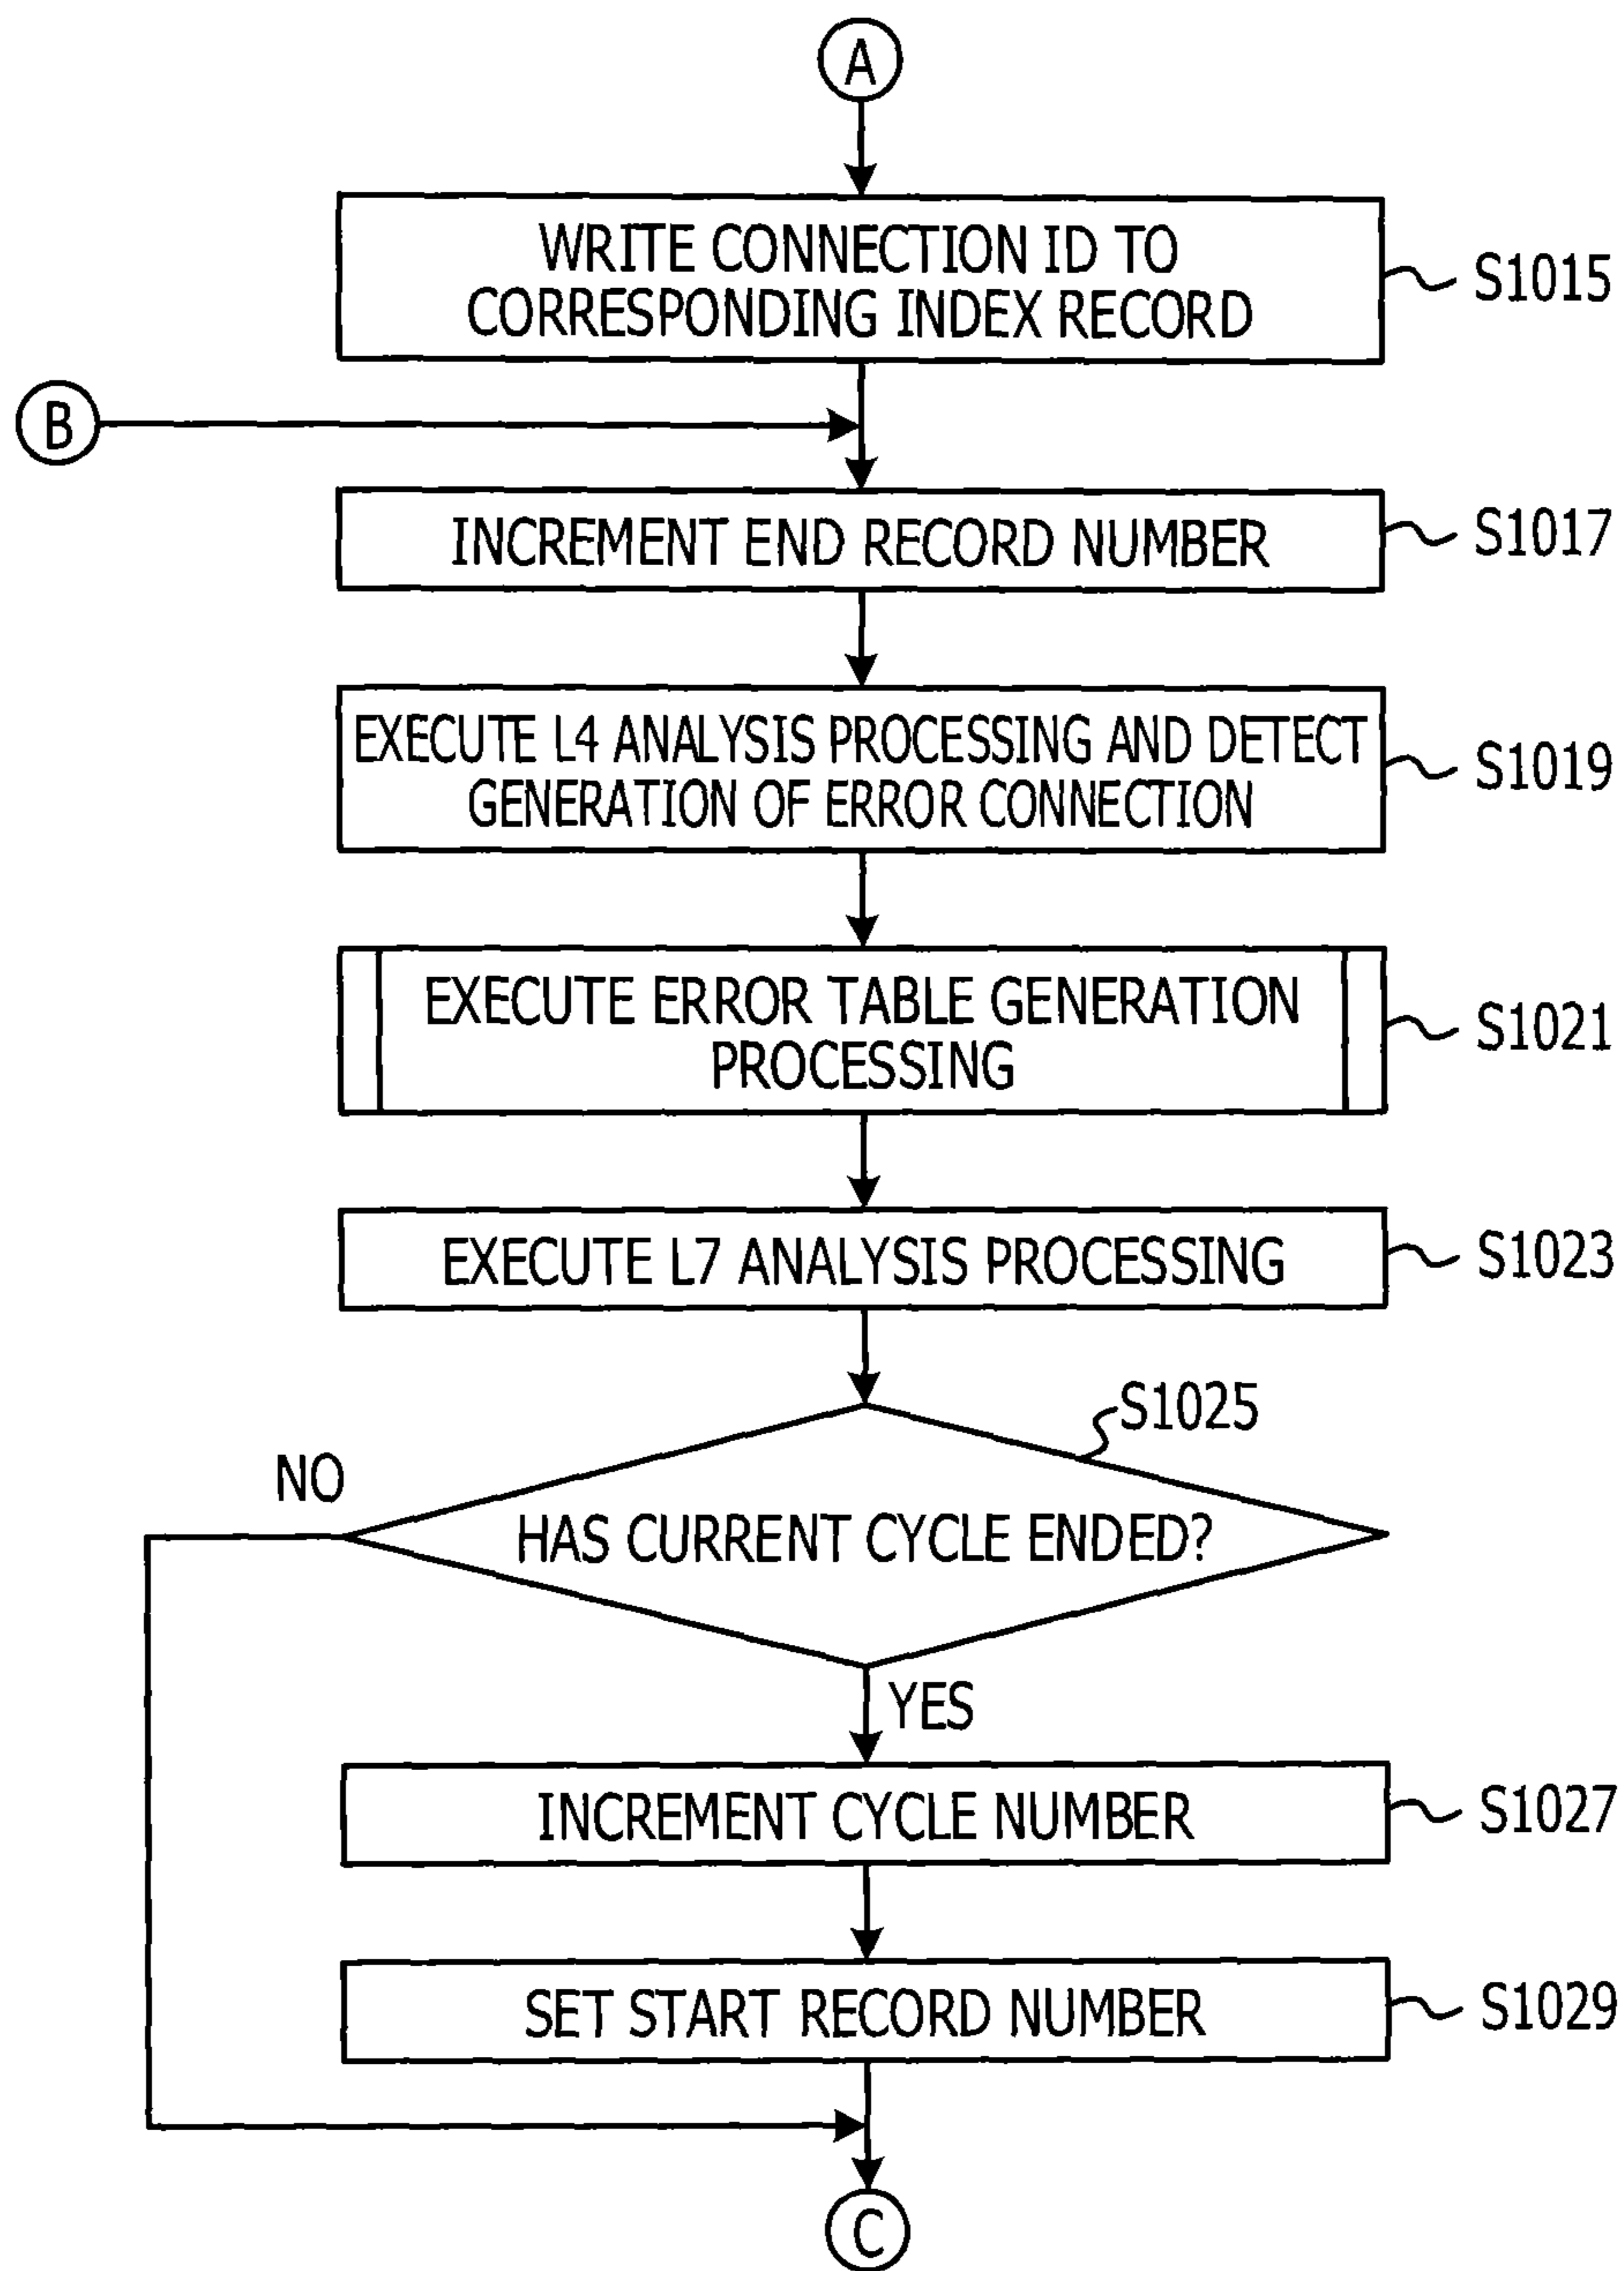 A
WRITE CONNECTION ID TO
CORRESPONDING INDEX RECORD
S1015
B
INCREMENT END RECORD NUMBER
S1017
EXECUTE L4 ANALYSIS PROCESSING AND DETECT
GENERATION OF ERROR CONNECTION
S1019
EXECUTE ERROR TABLE GENERATION
PROCESSING
S1021
EXECUTE L7 ANALYSIS PROCESSING
S1023
S1025
NO
HAS CURRENT CYCLE ENDED?
YES
INCREMENT CYCLE NUMBER
S1027
SET START RECORD NUMBER
S1029
C